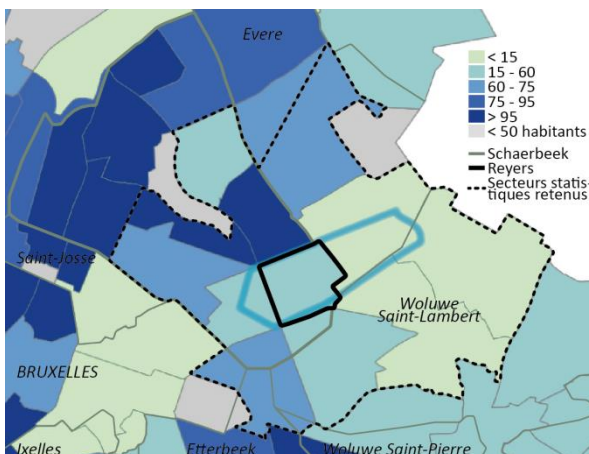 Evere
< 15
15 - 60
60 - 75
75 - 95
> 95
< 50 habitants
Schaerbeek
Reyers
Secteurs statis-
tiques retenus
Saint-Josse
Woluwe
Saint-Lambert
BRUXELLES
Ixelles
Etterbeek
Woluwe Saint-Pierre